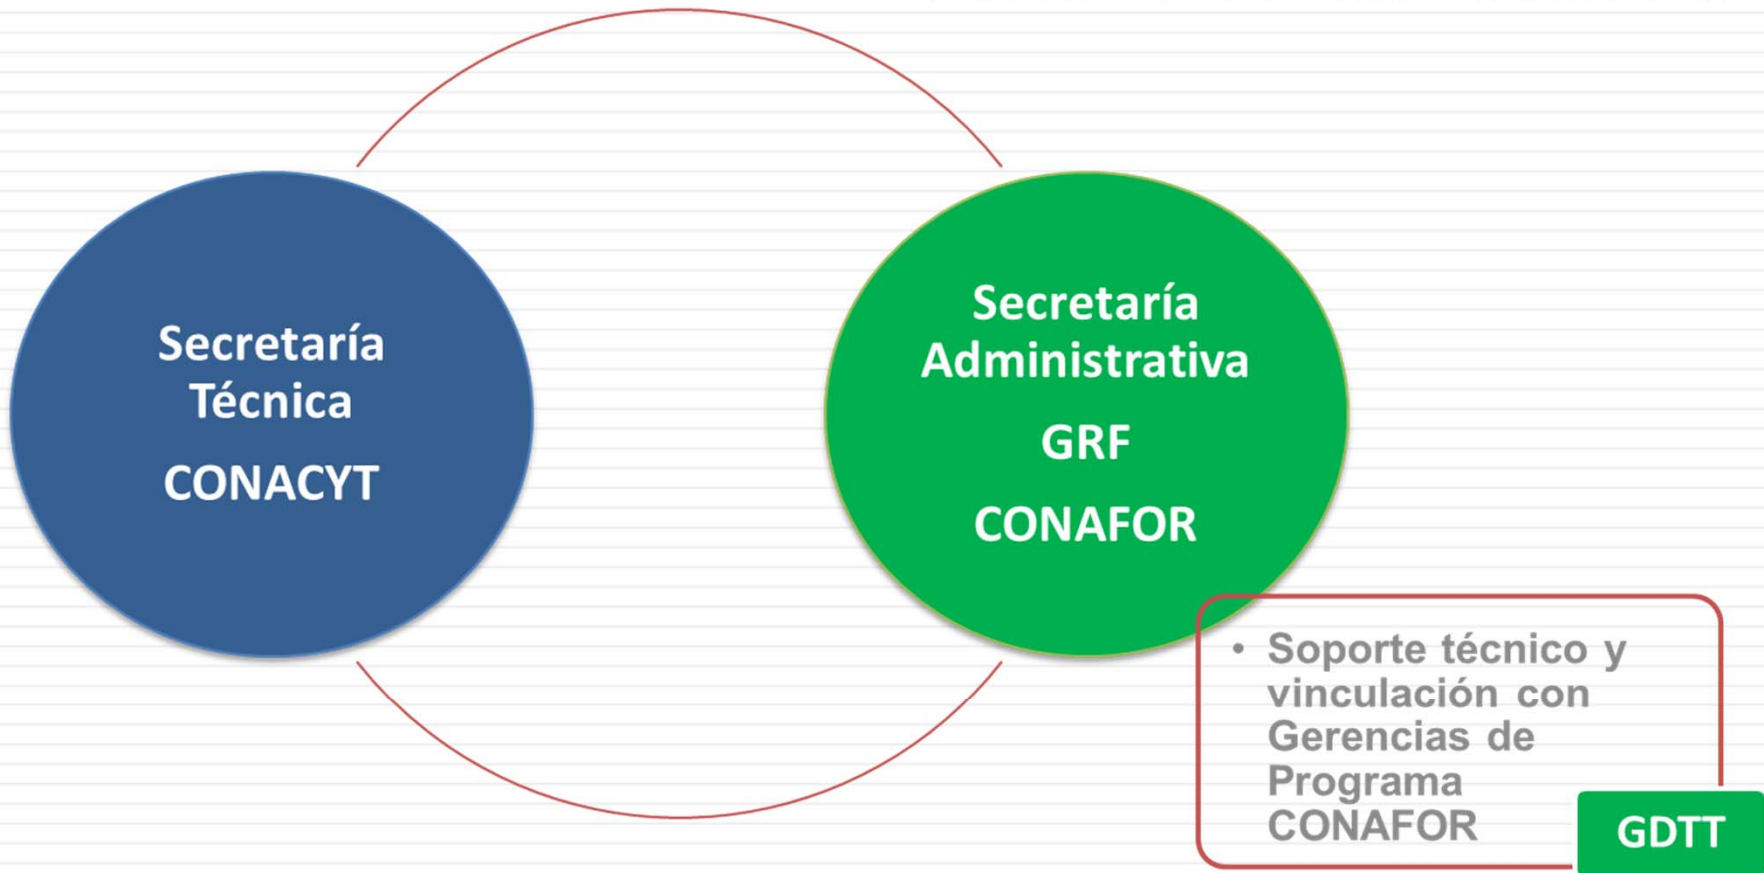 Secretaría
Técnica
CONACYT
Secretaría
Administrativa
GRF
CONAFOR
• Soporte técnico y
vinculación con
Gerencias de
Programa
CONAFOR
GDTT